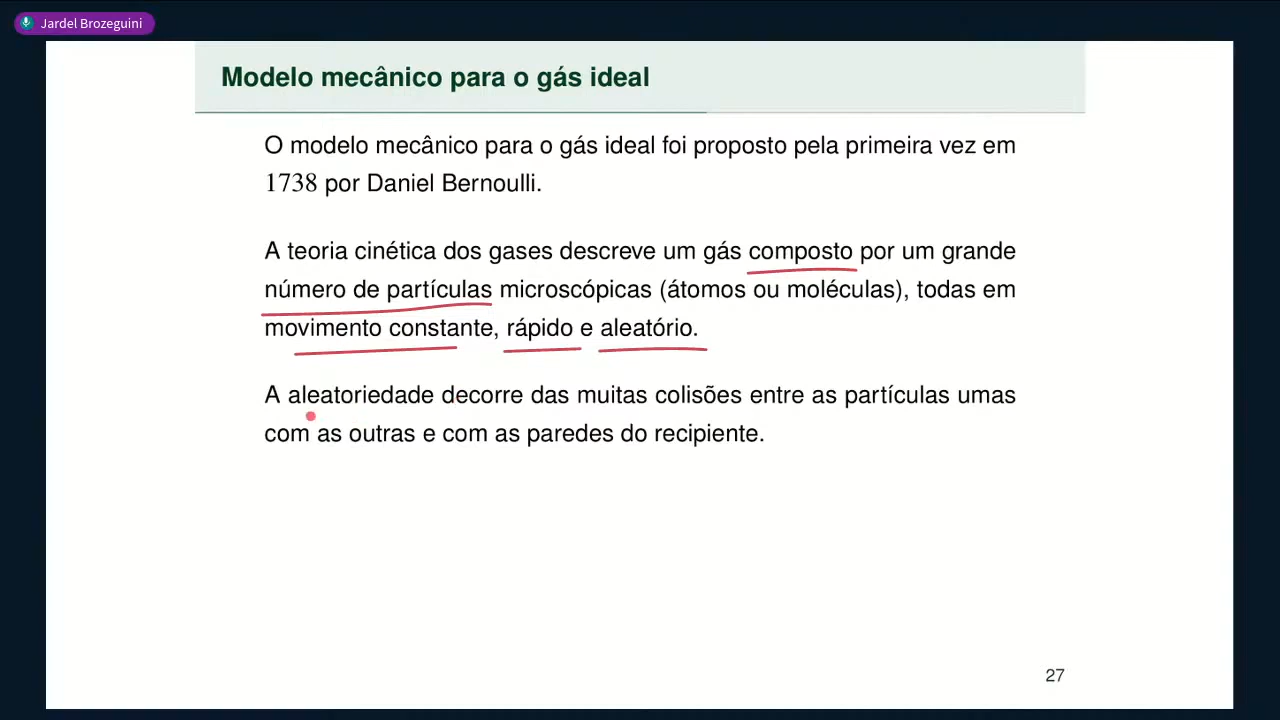 Jardel Brozeguini
Modelo mecânico para o gás ideal
O modelo mecânico para o gás ideal foi proposto pela primeira vez em
1738 por Daniel Bernoulli.
A teoria cinética dos gases descreve um gás composto por um grande
número de partículas microscópicas (átomos ou moléculas), todas em
movimento constante, rápido e aleatório.
A aleatoriedade decorre das muitas colisões entre as partículas umas
com as outras e com as paredes do recipiente.
27